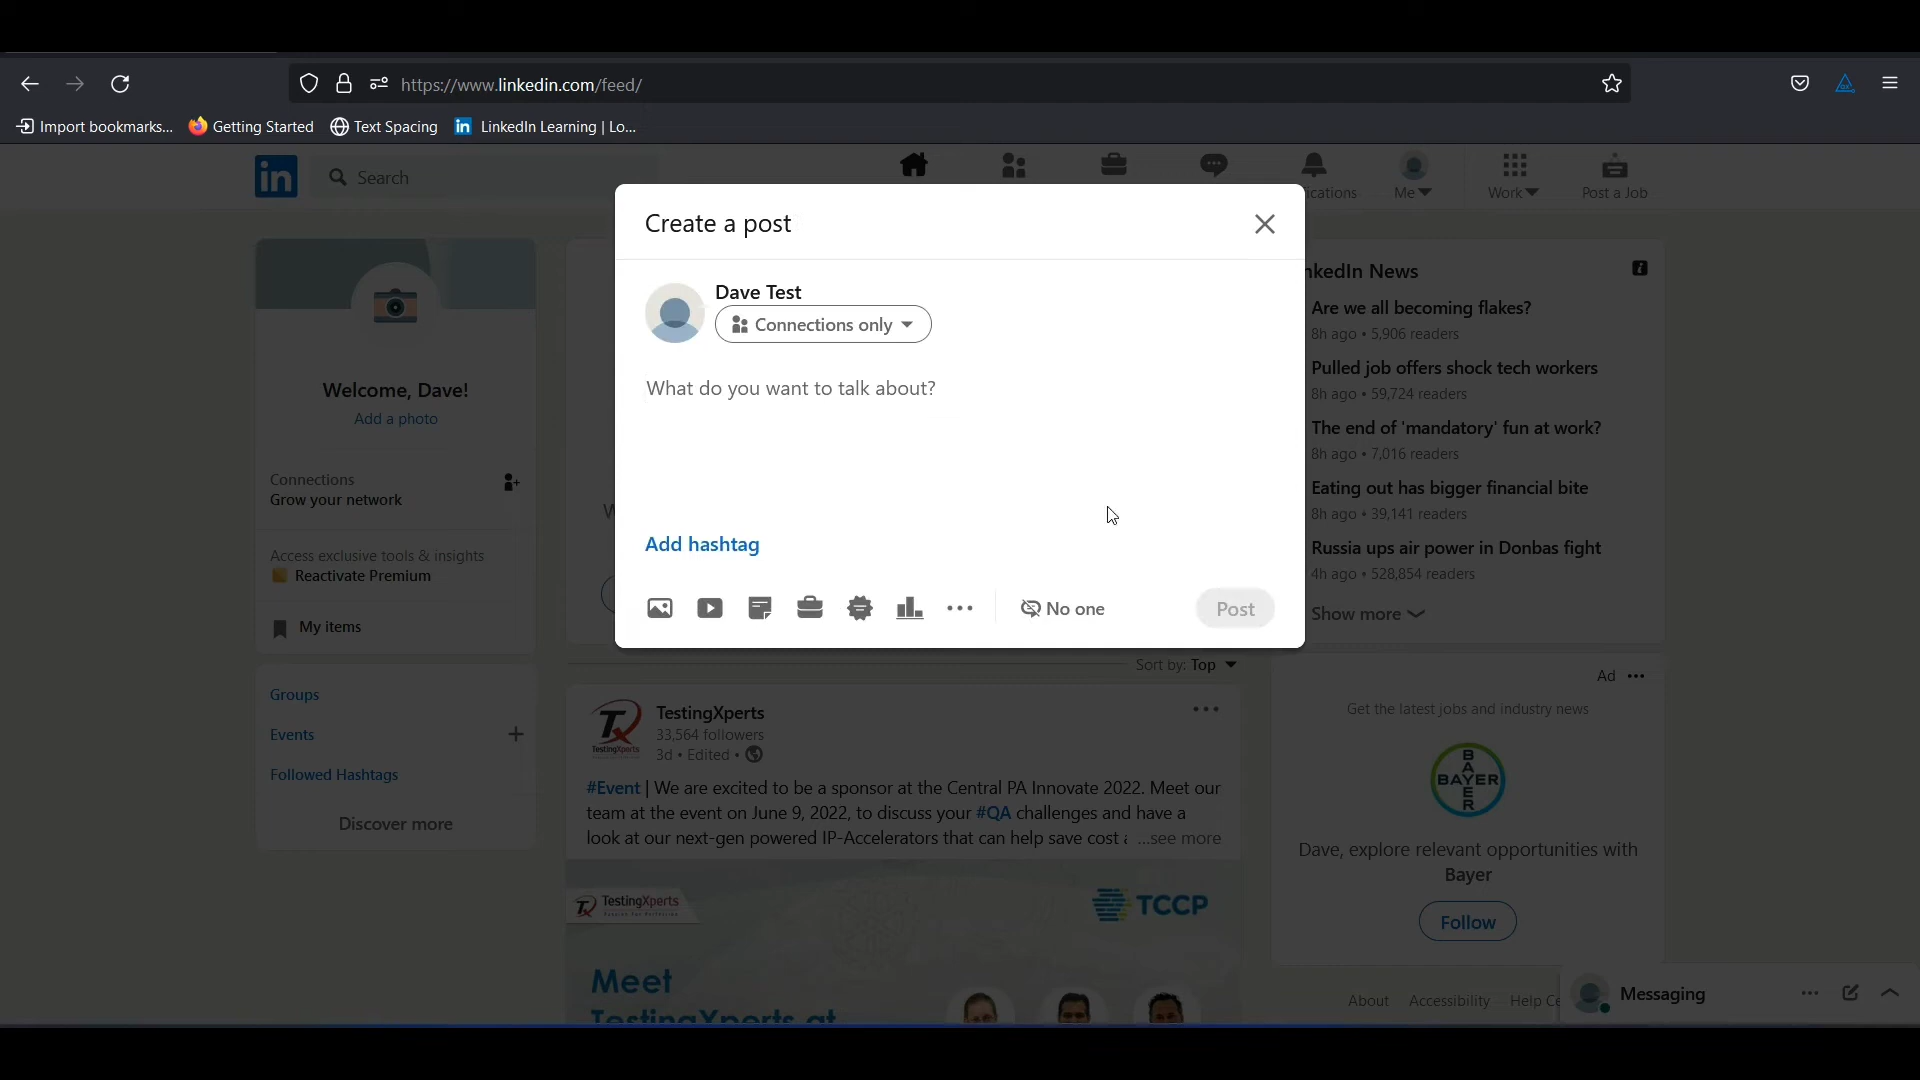 https://www.linkedin.com/feed/
Import bookmarks...
Getting Started
Text Spacing
in LinkedIn Learning | Lo...
in
Search
ications
Me
Work
Post a Job
Create a post
Dave Test
Connections only
What do you want to talk about?
Add hashtag
No one
Post
Welcome, Dave!
Add a photo
Connections
Grow your network
Access exclusive tools & insights
Reactivate Premium
My items
Groups
Events
Followed Hashtags
Discover more
W
Sort by: Top
TestingXperts
TestingXperts
33,564 followers
3d • Edited •
#Event | We are excited to be a sponsor at the Central PA Innovate 2022. Meet our
team at the event on June 9, 2022, to discuss your #QA challenges and have a
look at our next-gen powered IP-Accelerators that can help save cost ...see more
TestingXperts
TCCP
Meet
TestingXperts at
nkedIn News
Are we all becoming flakes?
8h ago • 5,906 readers
Pulled job offers shock tech workers
8h ago • 59,724 readers
The end of 'mandatory' fun at work?
8h ago • 7,016 readers
Eating out has bigger financial bite
8h ago • 39,141 readers
Russia ups air power in Donbas fight
4h ago • 528,854 readers
Show more
Ad
Get the latest jobs and industry news
BAYER
Dave, explore relevant opportunities with
Bayer
Follow
About Accessibility Help Ce
Messaging